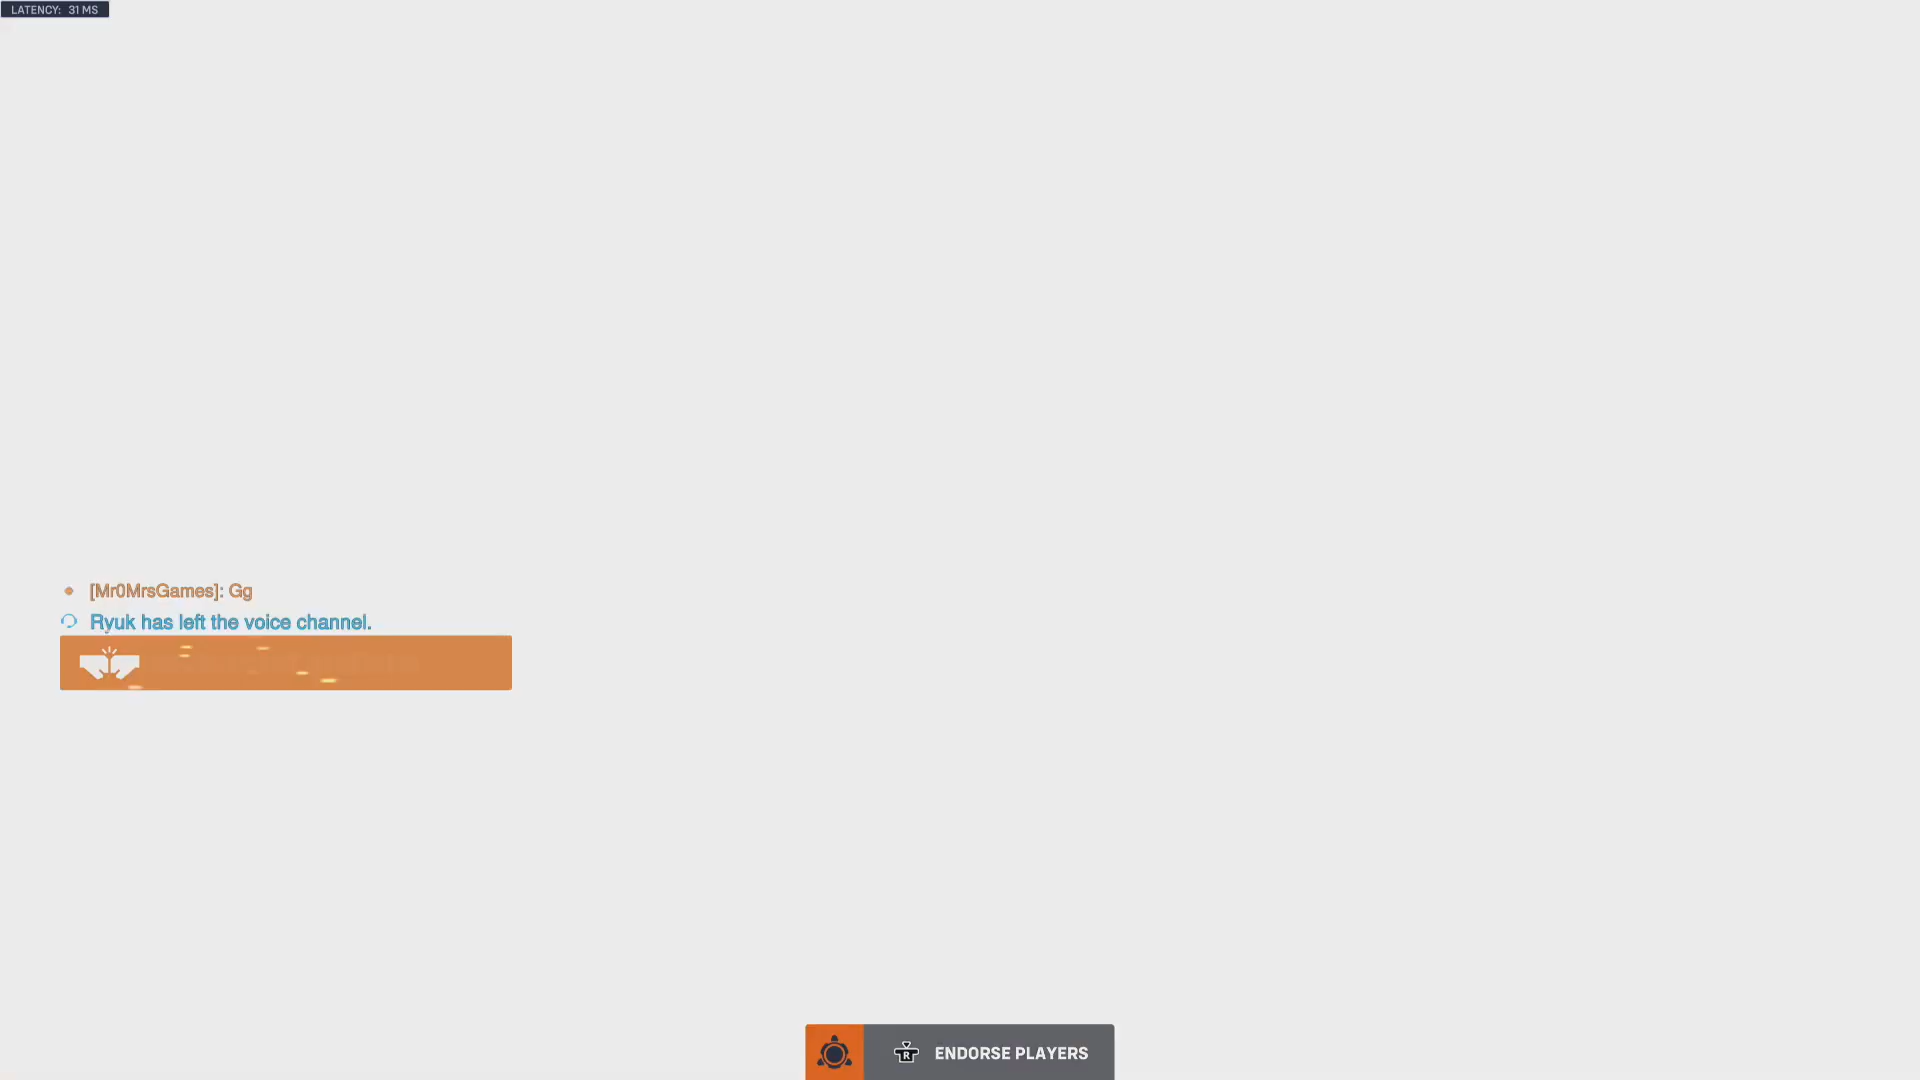 LATENCY: 31 MS
[Mr0MrsGames]: Gg
Ryuk has left the voice channel.
R ENDORSE PLAYERS